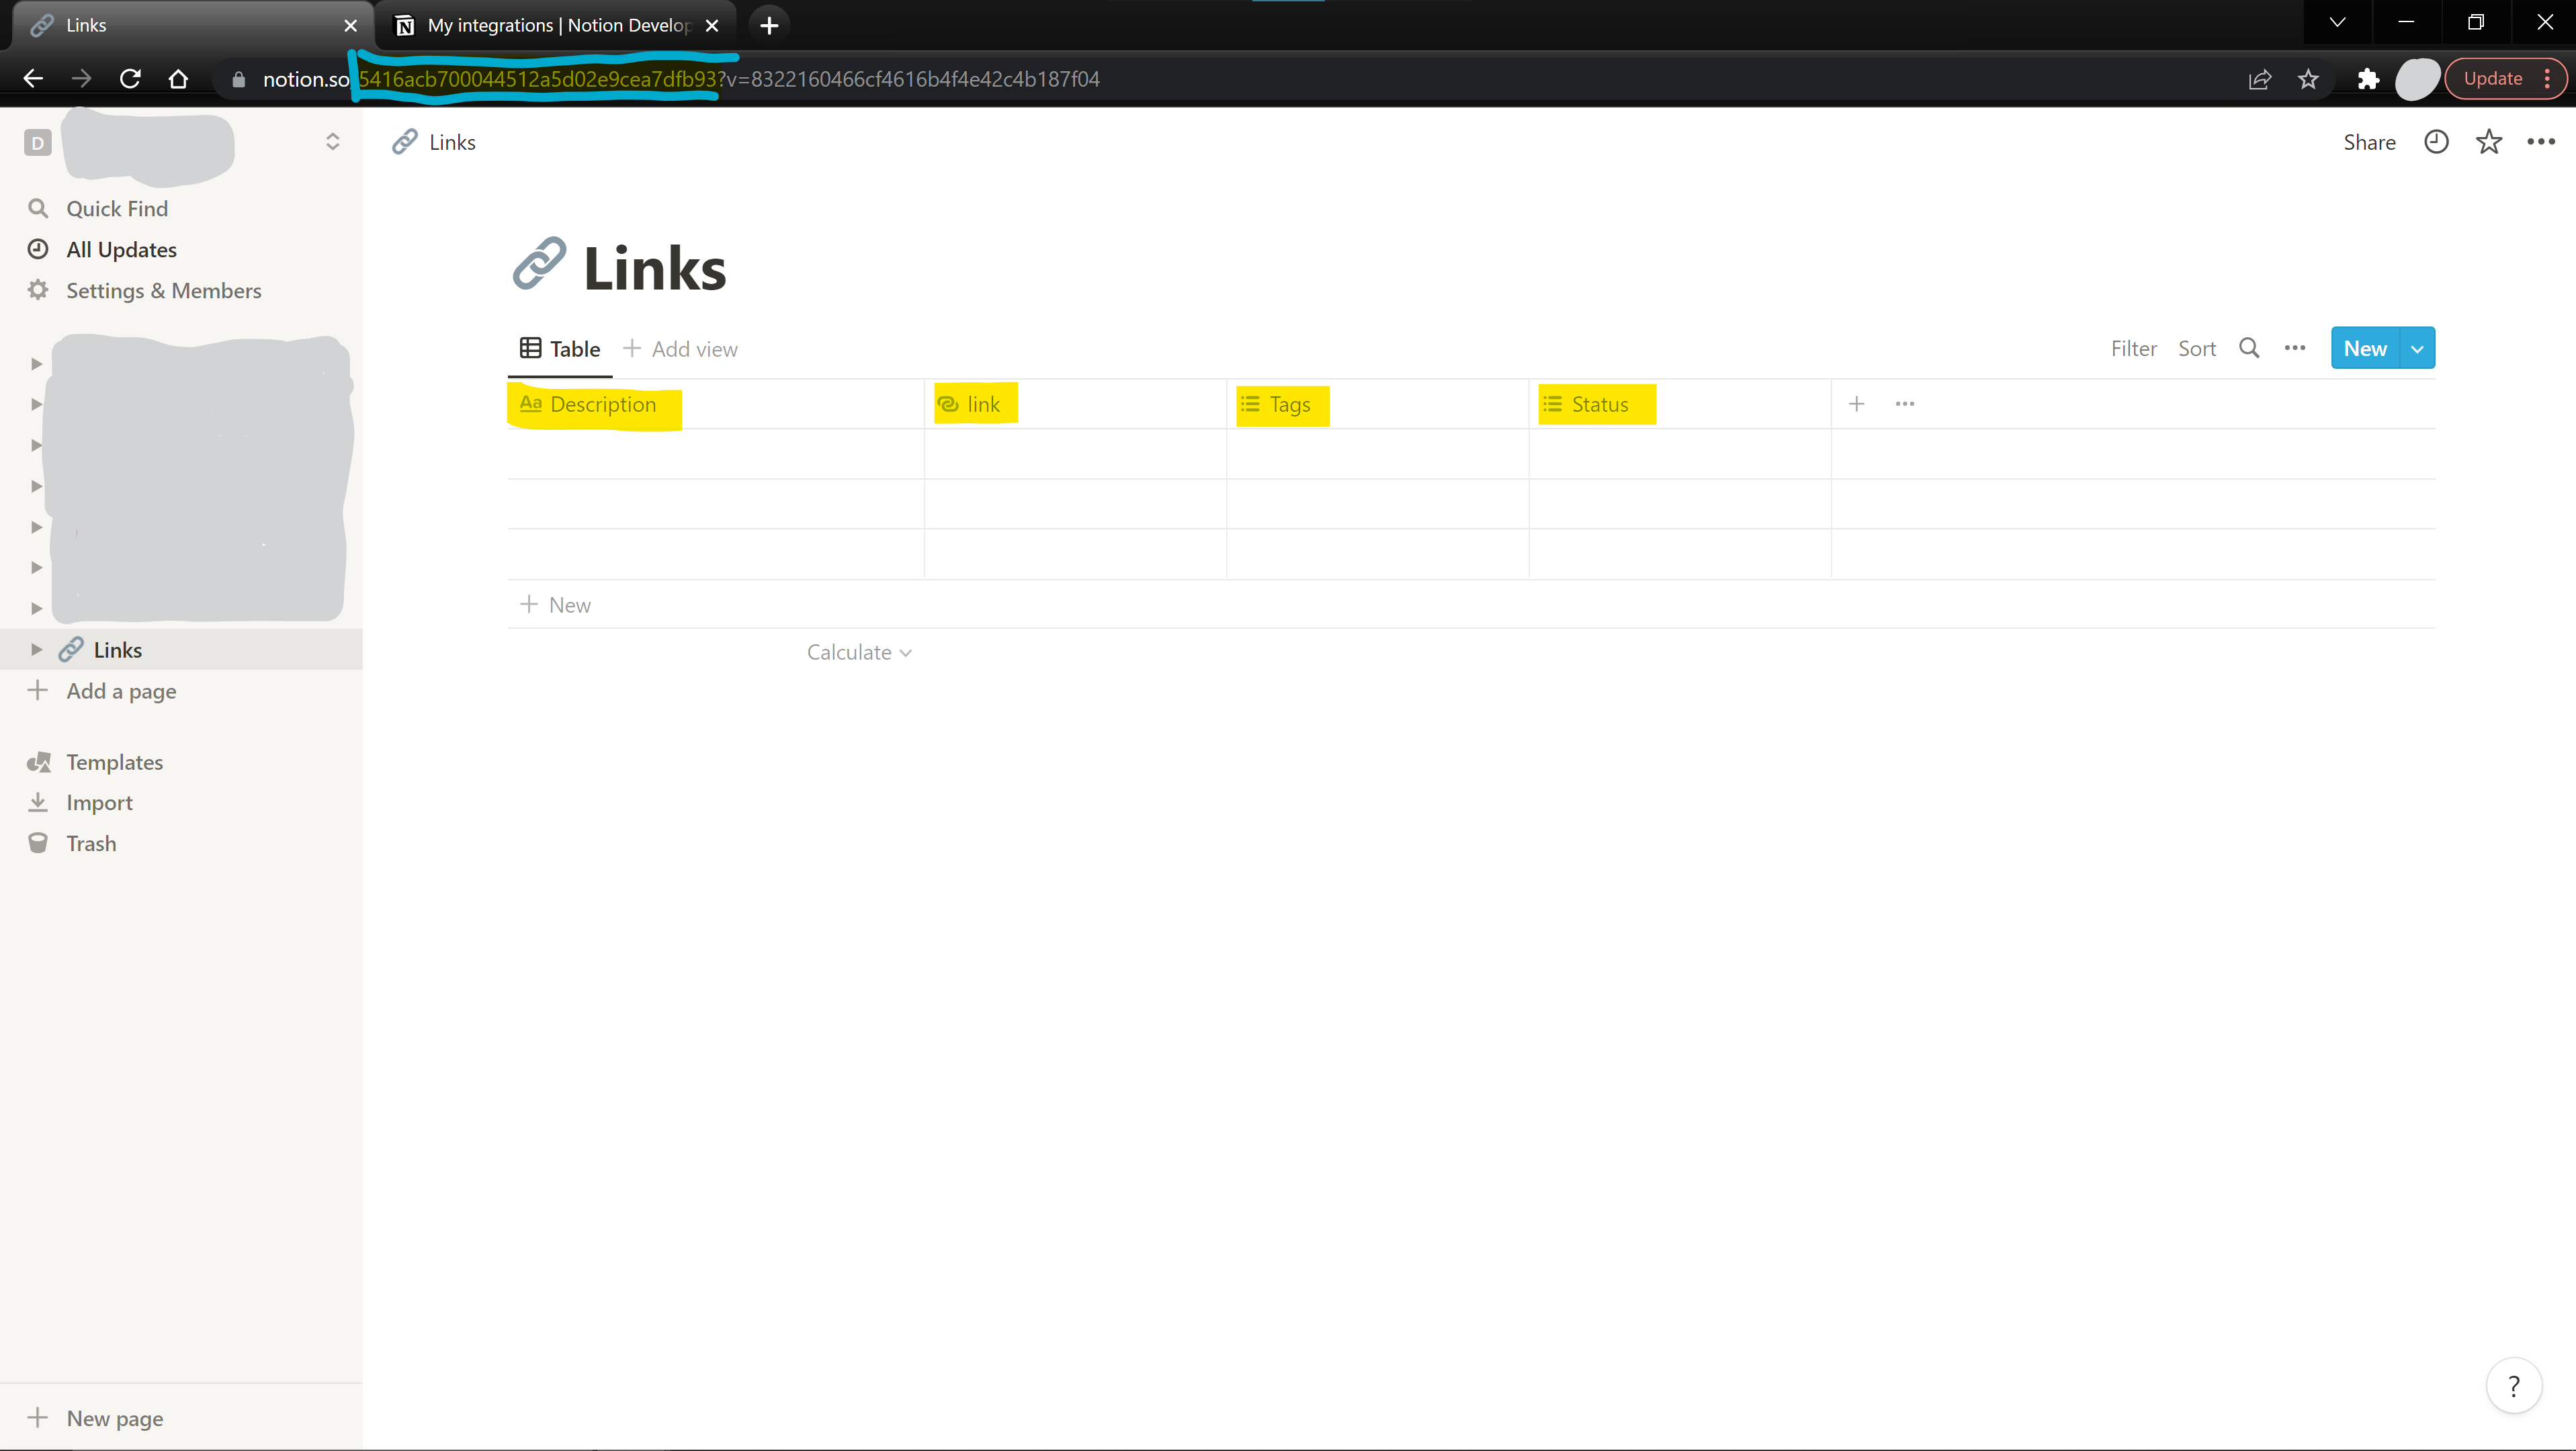 Links
My integrations | Notion Develop
notion.so/5416acb700044512a5d02e9cea7dfb93?v=8322160466cf4616b4f4e42c4b187f04
Update
D
Links
Share
Quick Find
All Updates
Settings & Members
Links
Table
Add view
Filter
Sort
New
Aa Description
link
Tags
Status
New
Calculate
Links
Add a page
Templates
Import
Trash
New page
?